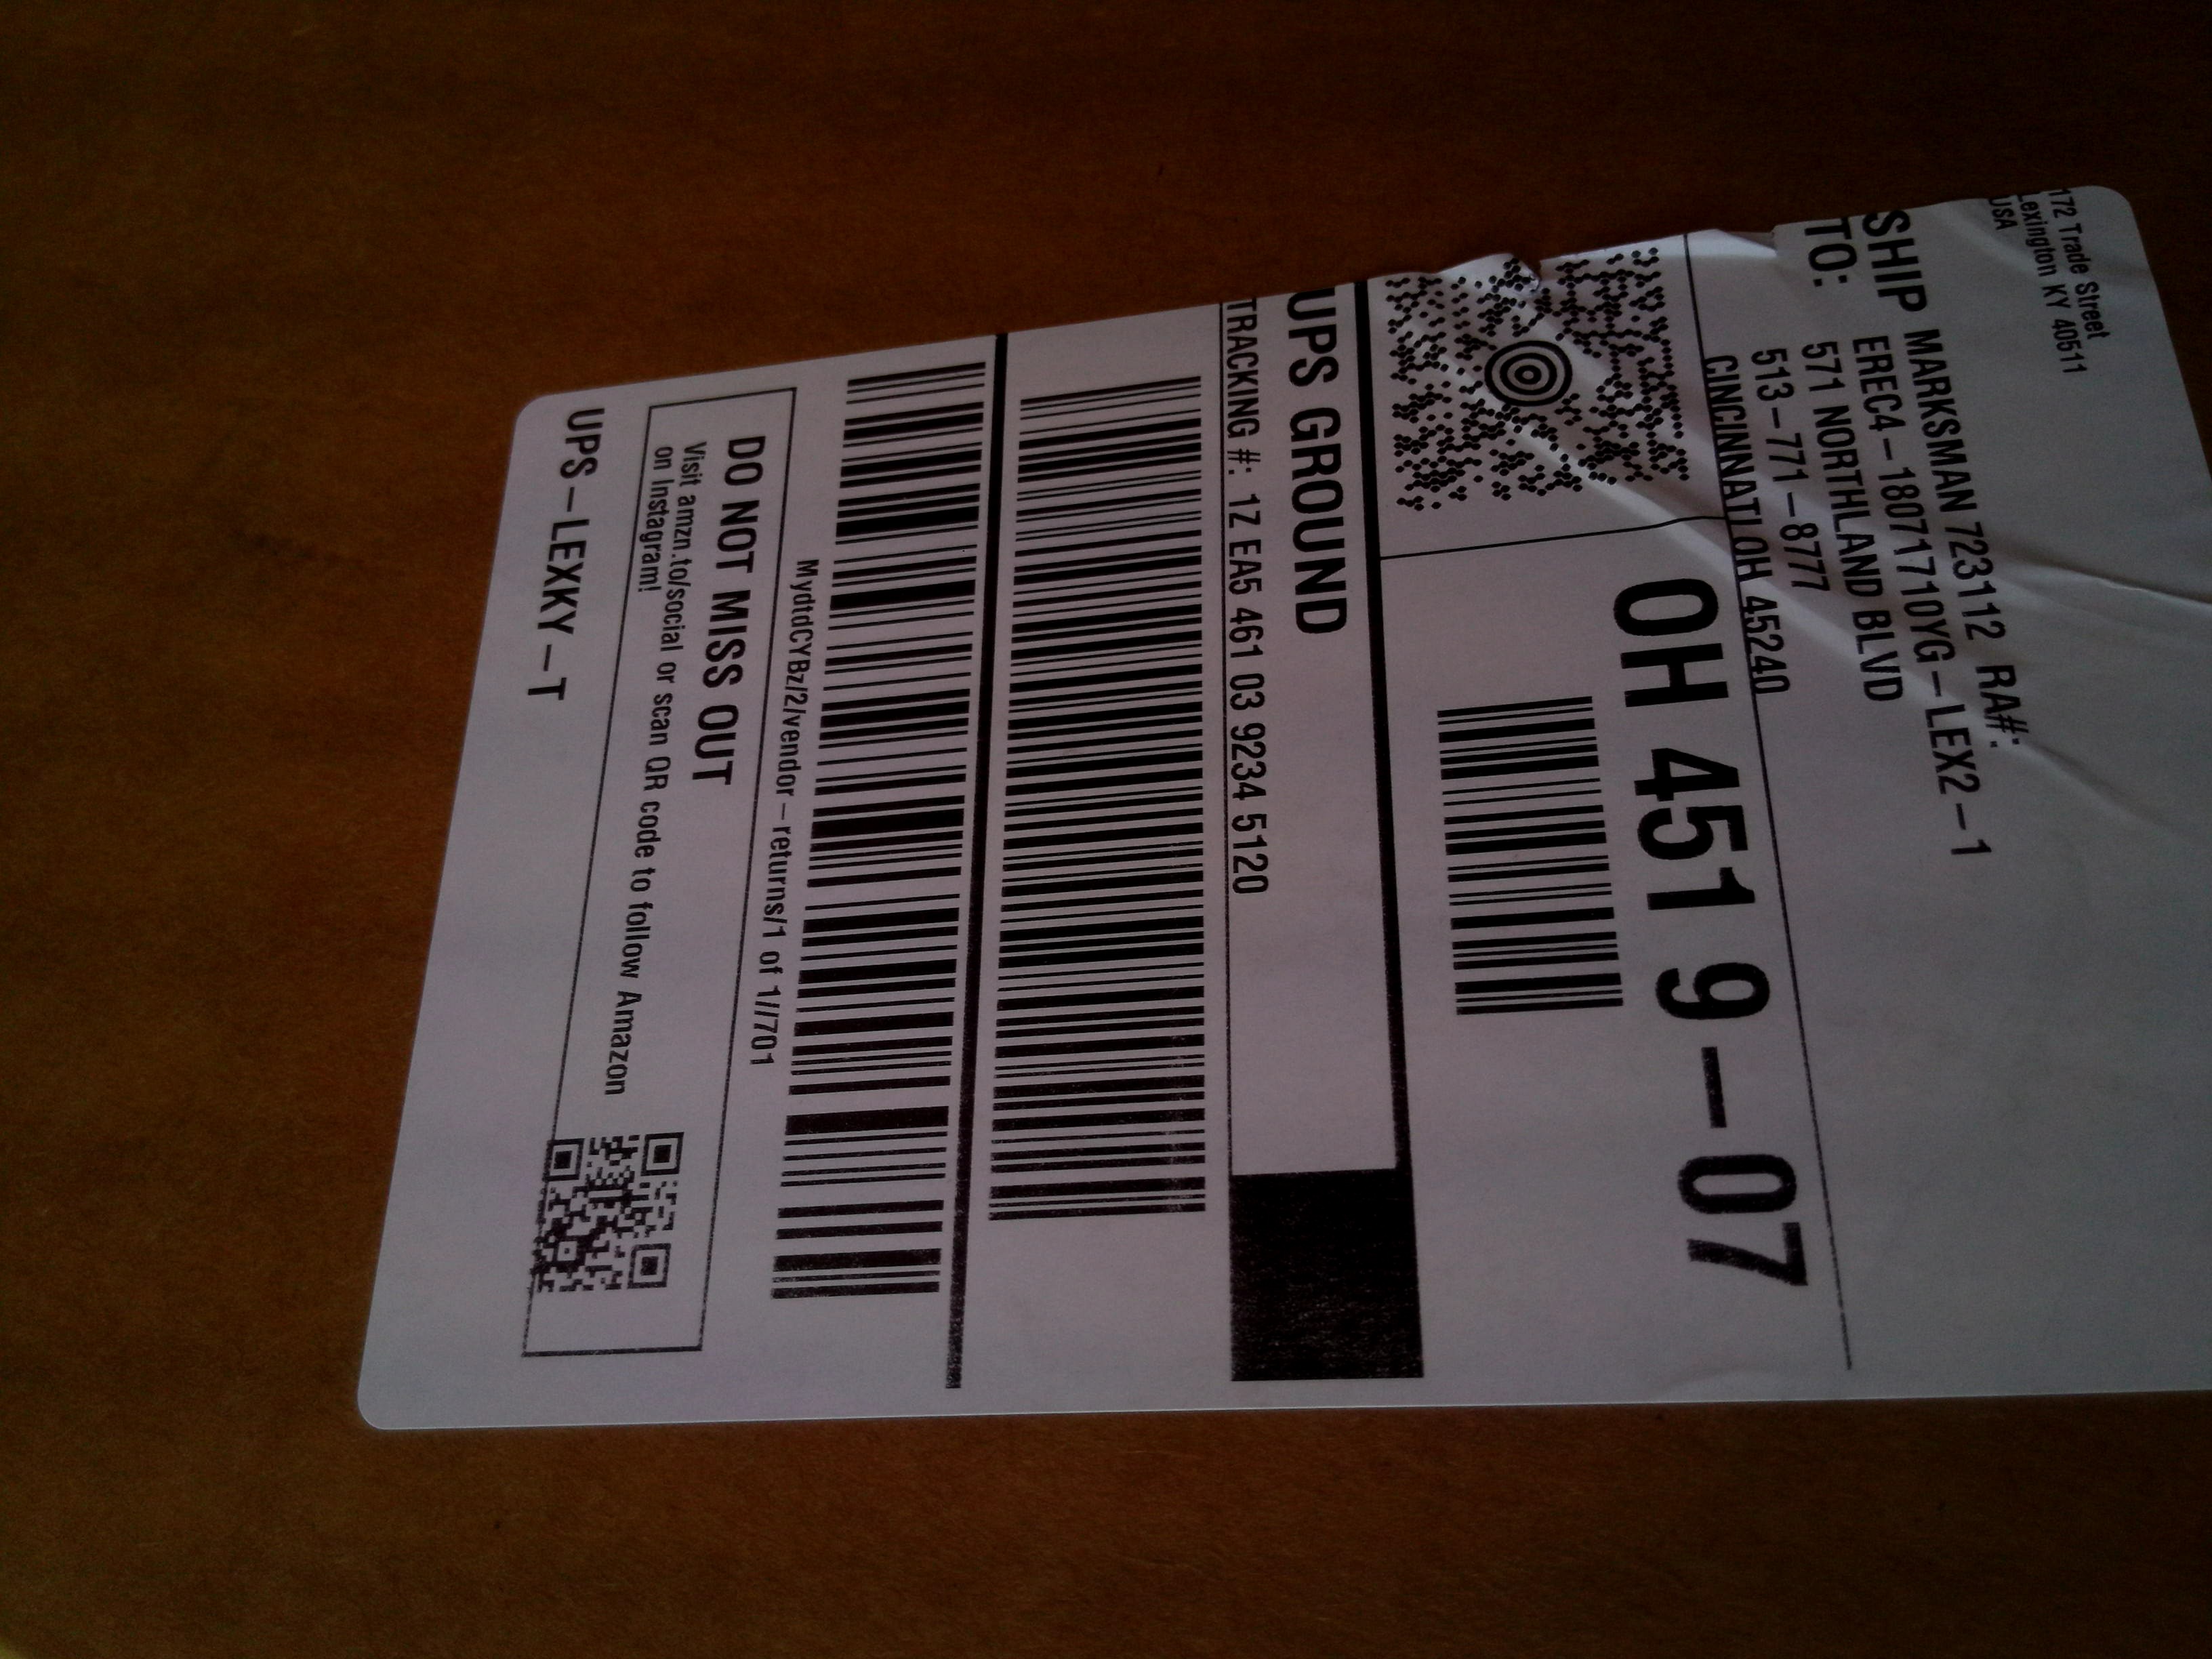 172 Trade Street
Lexington KY 40511
USA
SHIP
TO:
MARKSMAN 723112 RA#:
EREC4-1807171OYG-LEX2-1
571 NORTHLAND BLVD
513-771-8777
CINCINNATI OH 45240
OH 451 9-07
UPS GROUND
TRACKING #: 1Z EA5 461 03 9234 5120
MydtdCYBz/2/vendor-returns/1 of 1//701
DO NOT MISS OUT
Visit amzn.to/social or scan QR code to follow Amazon
on Instagram!
UPS-LEXKY-T